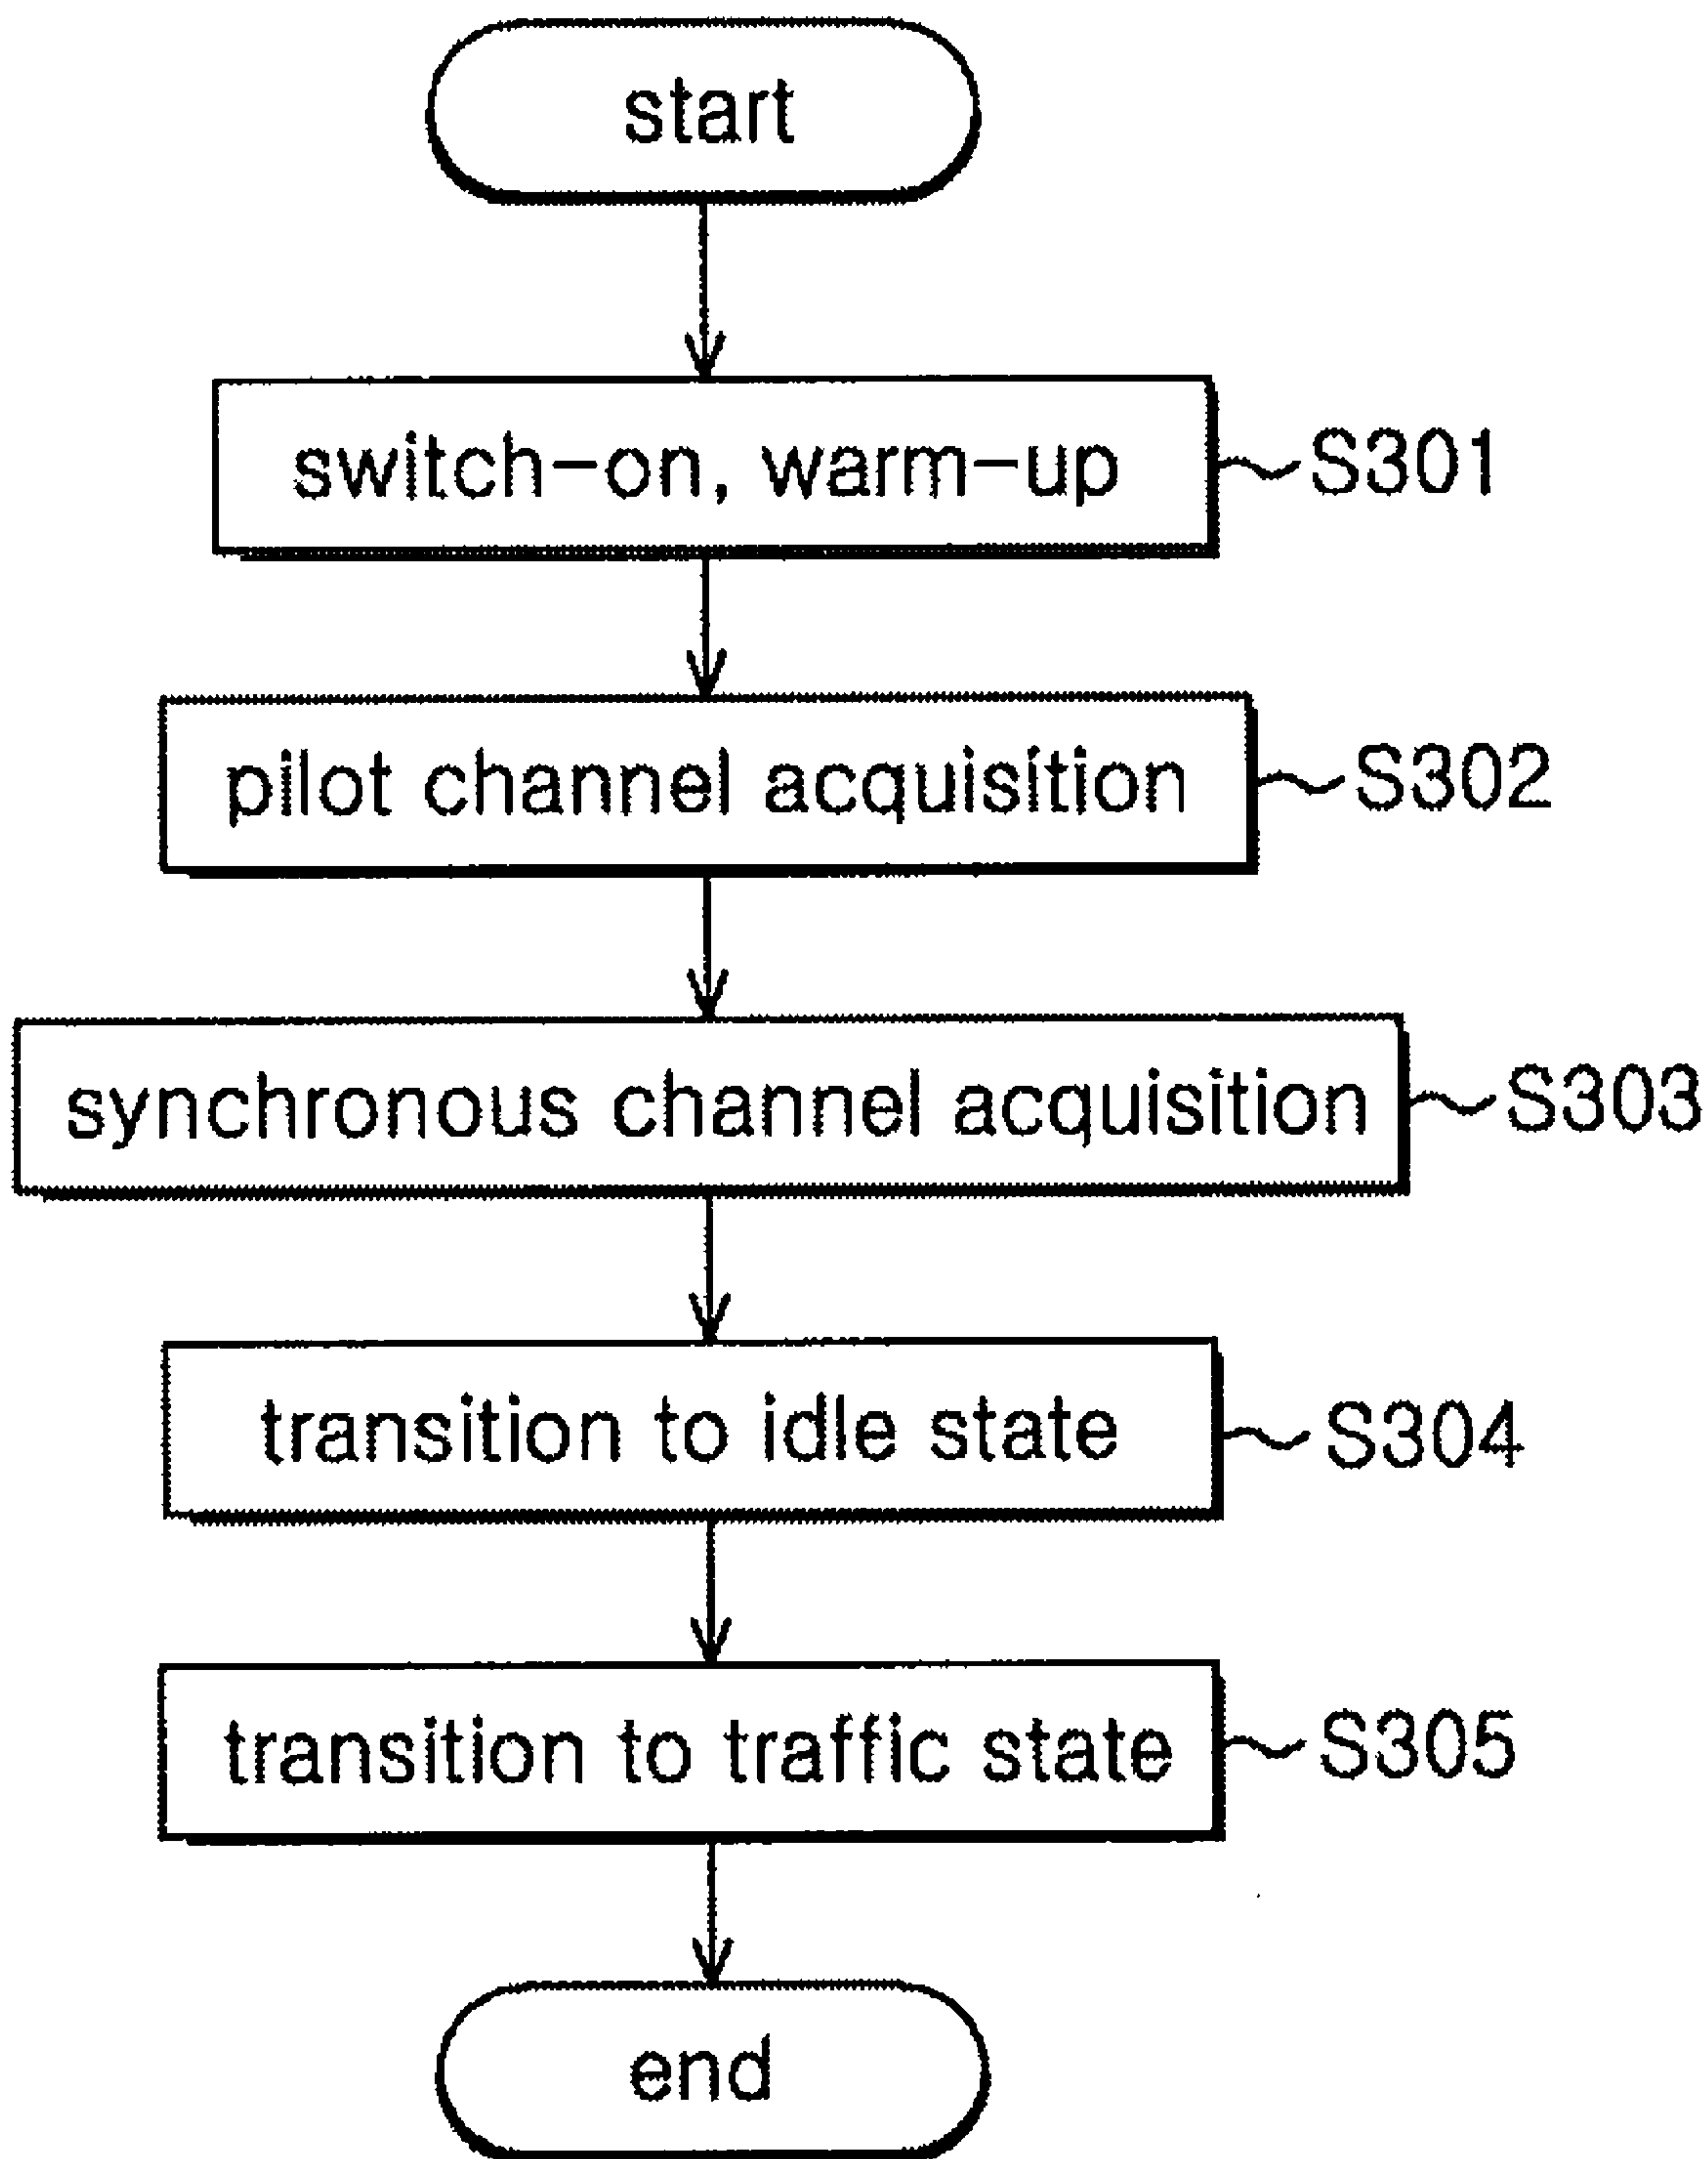 start
switch-on, warm-up
S301
pilot channel acquisition
S302
synchronous channel acquisition
S303
transition to idle state
S304
transition to traffic state
S305
end